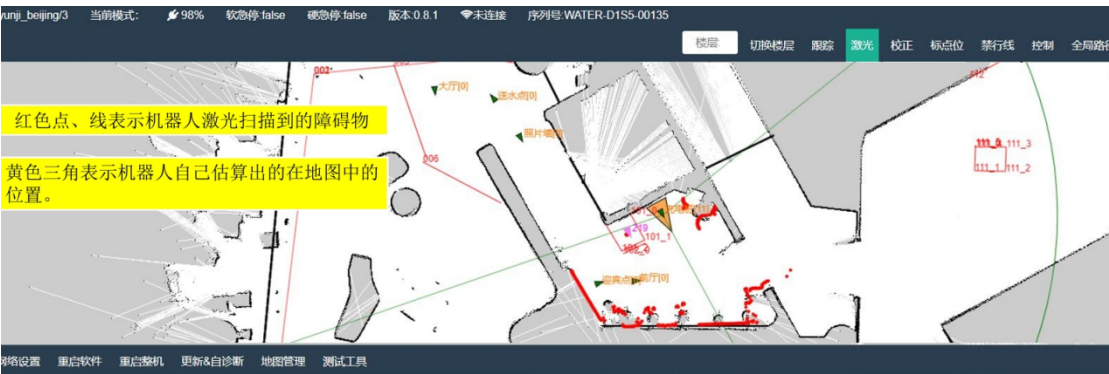 yunji_beijing/3 当前模式: 98% 软急停:false 硬急停:false 版本:0.8.1 未连接 序列号:WATER-D1S5-00135
楼层: 切换楼层 跟踪 激光 校正 标点位 禁行线 控制 全局路径
002
大厅[0]
送水点[0]
112
红色点、线表示机器人激光扫描到的障碍物
照片墙[0]
111_3
006
黄色三角表示机器人自己估算出的在地图中的
位置。
111_1 111_2
219
101_1
迎宾点 前厅[0]
网络设置 重启软件 重启整机 更新&自诊断 地图管理 测试工具